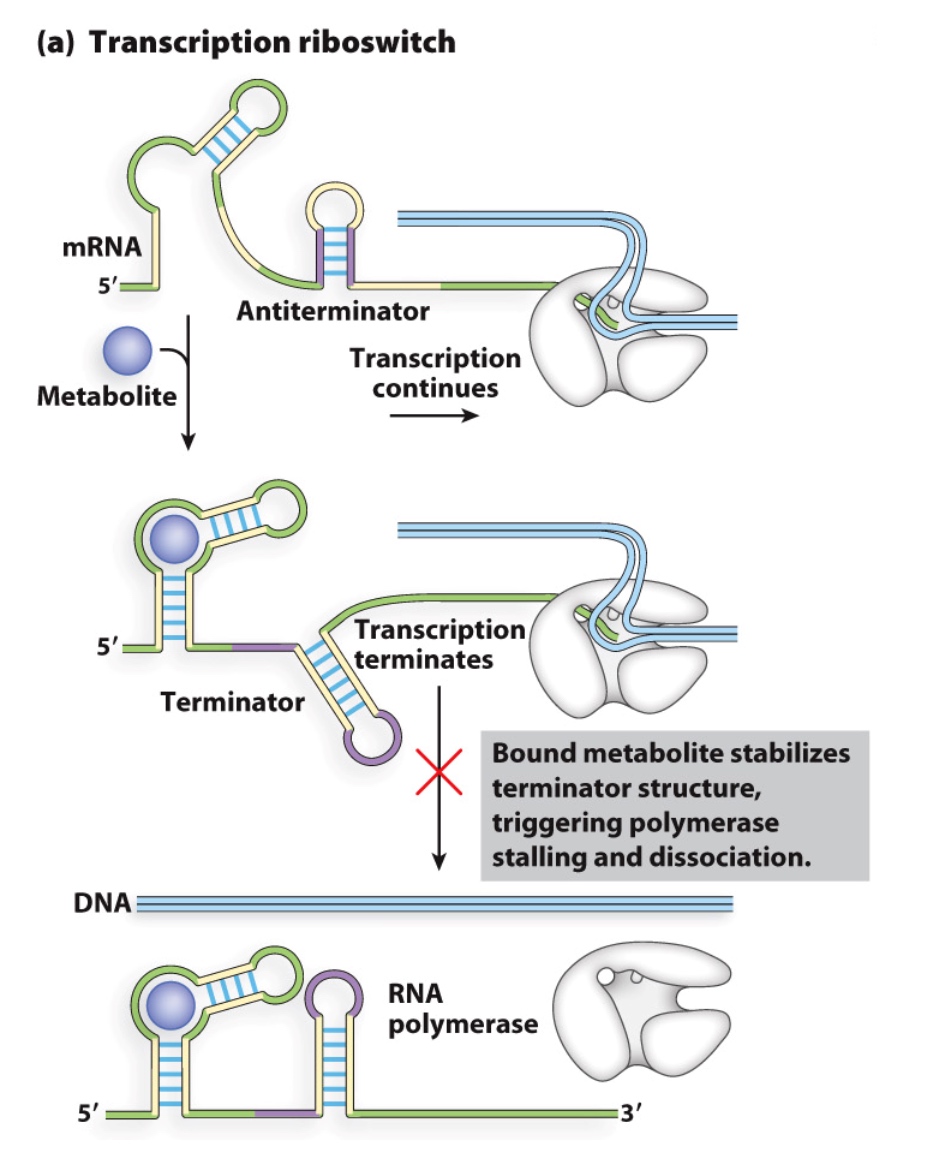 (a) Transcription riboswitch
mRNA
5′
Antiterminator
Metabolite
Transcription
continues
5′
Transcription
terminates
Terminator
Bound metabolite stabilizes
terminator structure,
triggering polymerase
stalling and dissociation.
DNA
RNA
polymerase
5′
3′